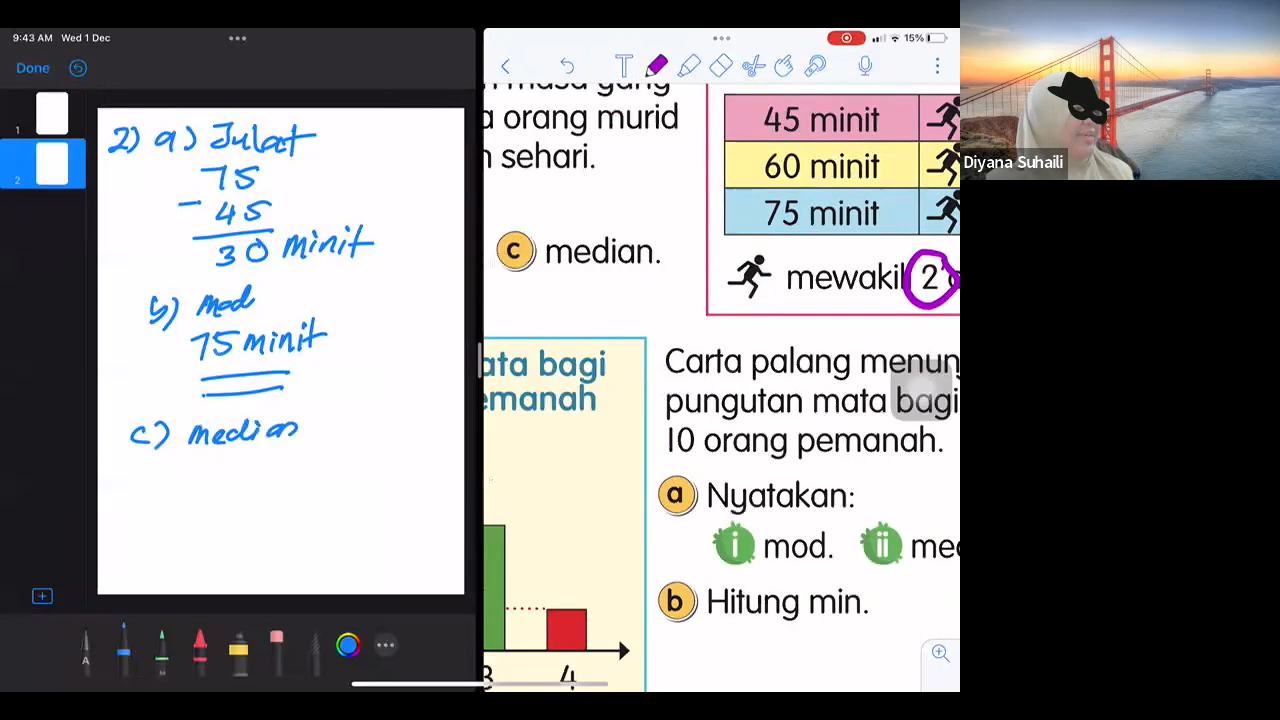 9:43 AM Wed 1 Dec
Done
1
2
2) a) Julat
75
- 45
30 minit
b) mod
75 minit
c) median
15%
a orang murid
sehari.
c median.
45 minit
60 minit
75 minit
mewakil 2
ata bagi
emanah
3
4
Carta palang menun
pungutan mata bagi
10 orang pemanah.
a Nyatakan:
i mod. ii me
b Hitung min.
Diyana Suhaili